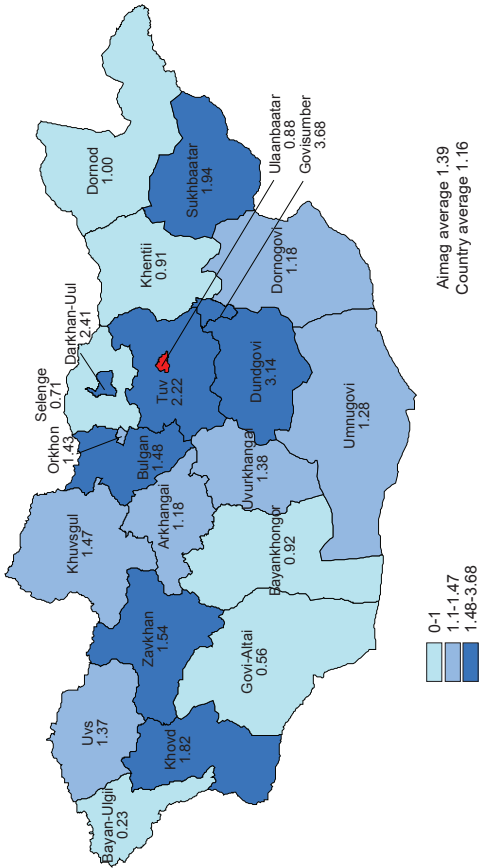 Bayan-Ulgii
0.23
Uvs
1.37
Khovd
1.82
Zavkhan
1.54
Govi-Altai
0.56
Khuvsgul
1.47
Arkhangai
1.18
Bayankhongor
0.92
Orkhon
1.43
Bulgan
1.48
Uvurkhangai
1.38
Selenge
0.71
Darkhan-Uul
2.41
Tuv
2.22
Dundgovi
3.14
Umnugovi
1.28
Khentii
0.91
Dornogovi
1.18
Dornod
1.00
Sukhbaatar
1.94
Ulaanbaatar
0.88
Govisumber
3.68
0-1
1.1-1.47
1.48-3.68
Aimag average 1.39
Country average 1.16